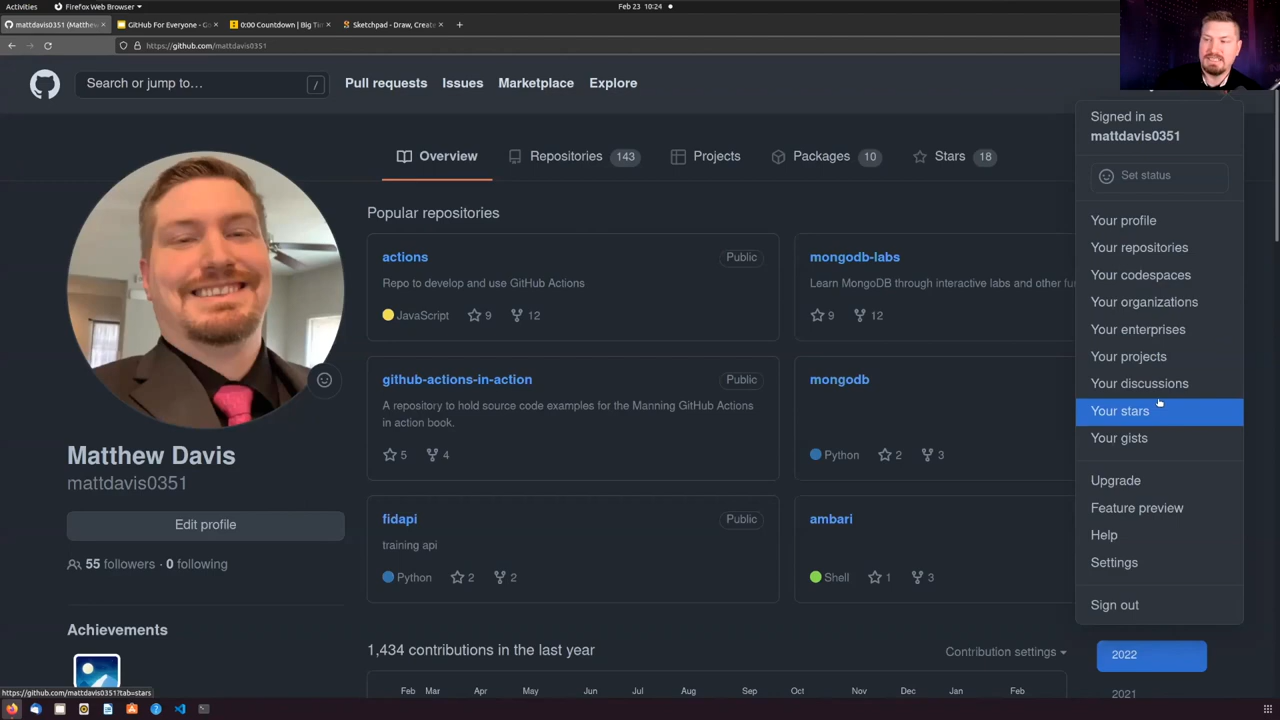 Activities
Firefox Web Browser
Feb 23 10:24
mattdavis0351 (Matthew
GitHub For Everyone - Go
0:00 Countdown | Big Tim
Sketchpad - Draw, Create
https://github.com/mattdavis0351
Search or jump to…
/
Pull requests
Issues
Marketplace
Explore
Signed in as
mattdavis0351
Set status
Your profile
Your repositories
Your codespaces
Your organizations
Your enterprises
Your projects
Your discussions
Your stars
Your gists
Upgrade
Feature preview
Help
Settings
Sign out
Overview
Repositories 143
Projects
Packages 10
Stars 18
Matthew Davis
mattdavis0351
Edit profile
55 followers · 0 following
Achievements
Popular repositories
actions
Public
Repo to develop and use GitHub Actions
JavaScript 9 12
mongodb-labs
Learn MongoDB through interactive labs and other fu
9 12
github-actions-in-action
Public
A repository to hold source code examples for the Manning GitHub Actions
in action book.
5 4
mongodb
Python 2 3
fidapi
Public
training api
Python 2 2
ambari
Shell 1 3
1,434 contributions in the last year
Contribution settings
2022
2021
Feb Mar Apr May Jun Jul Aug Sep Oct Nov Dec Jan Feb
https://github.com/mattdavis0351?tab=stars